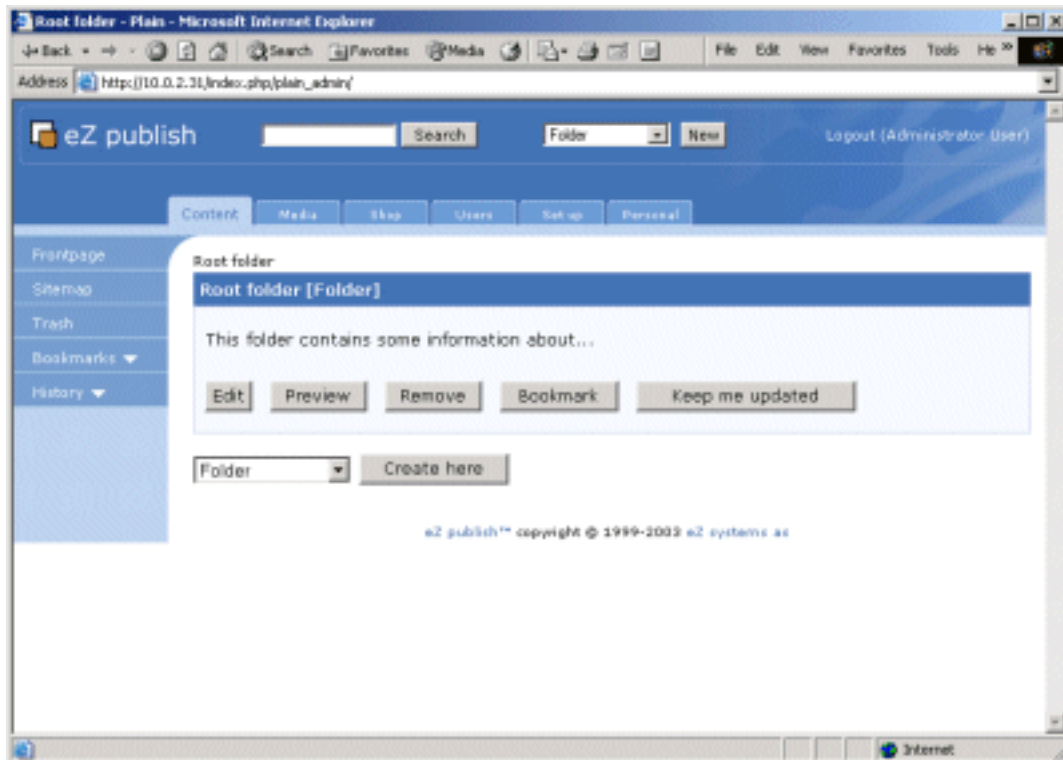 Root folder - Plain - Microsoft Internet Explorer
Back Search Favorites Media File Edit View Favorites Tools He »
Address http://10.0.2.31/index.php/plain_admin/
eZ publish Search Folder New Logout (Administrator User)
Content Media Shop Users Set up Personal
Frontpage
Sitemap
Trash
Bookmarks
History
Root folder
Root folder [Folder]
This folder contains some information about...
Edit Preview Remove Bookmark Keep me updated
Folder Create here
eZ publish™ copyright © 1999-2003 eZ systems as
Internet